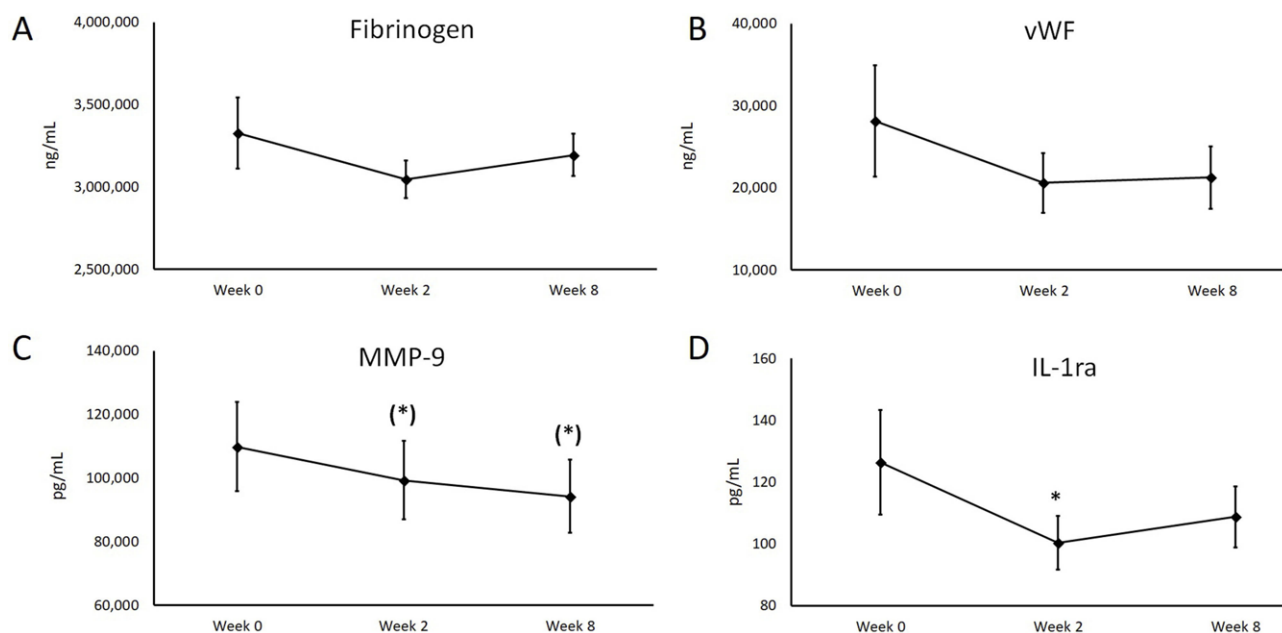 A
Fibrinogen
4,000,000
3,500,000
3,000,000
2,500,000
ng/mL
Week 0 Week 2 Week 8
B
vWF
40,000
30,000
20,000
10,000
ng/mL
Week 0 Week 2 Week 8
C
MMP-9
140,000
120,000
100,000
80,000
60,000
pg/mL
(*)
(*)
Week 0 Week 2 Week 8
D
IL-1ra
160
140
120
100
80
pg/mL
*
Week 0 Week 2 Week 8